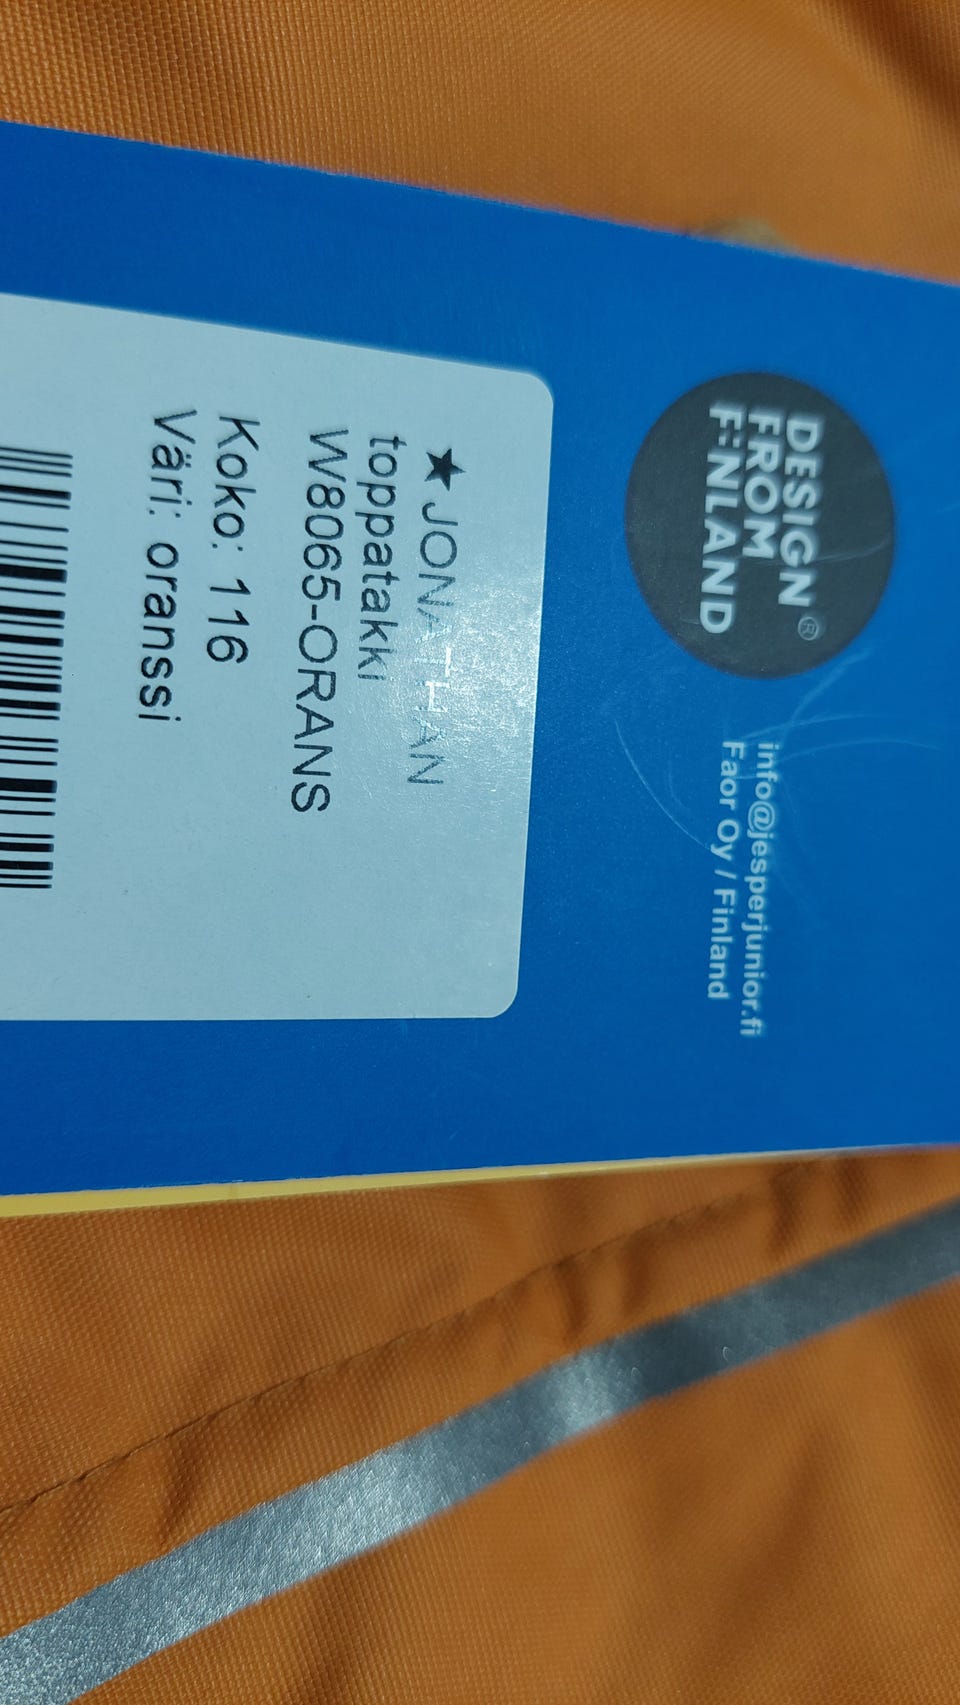 DESIGN®
FROM
FINLAND
info@jesperjunior.fi
Faor Oy / Finland
★JONATHAN
toppatakki
W8065-ORANS
Koko: 116
Väri: oranssi